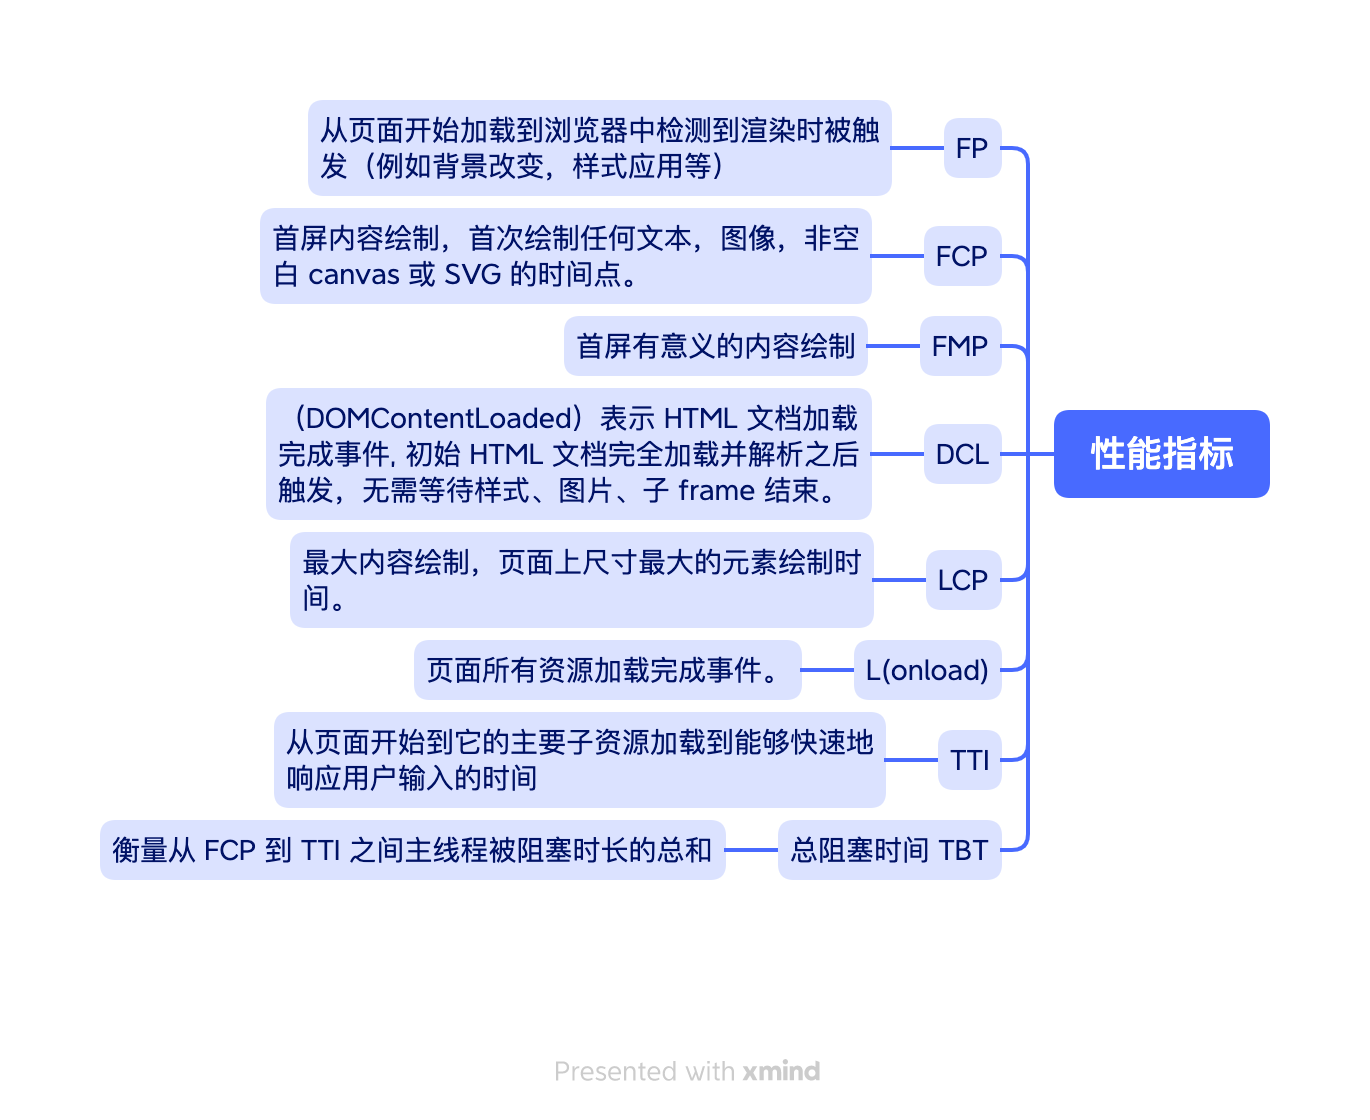 性能指标
FP
从页面开始加载到浏览器中检测到渲染时被触
发（例如背景改变，样式应用等）
FCP
首屏内容绘制，首次绘制任何文本，图像，非空
白 canvas 或 SVG 的时间点。
FMP
首屏有意义的内容绘制
DCL
（DOMContentLoaded）表示 HTML 文档加载
完成事件, 初始 HTML 文档完全加载并解析之后
触发，无需等待样式、图片、子 frame 结束。
LCP
最大内容绘制，页面上尺寸最大的元素绘制时
间。
L(onload)
页面所有资源加载完成事件。
TTI
从页面开始到它的主要子资源加载到能够快速地
响应用户输入的时间
总阻塞时间 TBT
衡量从 FCP 到 TTI 之间主线程被阻塞时长的总和
Presented with xmind